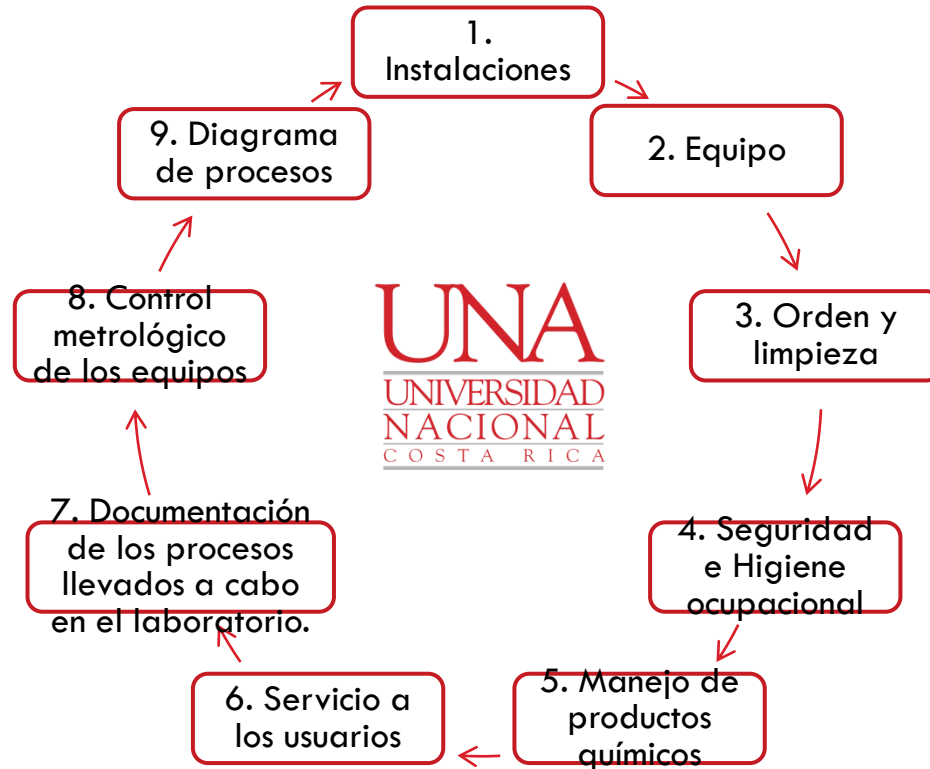 1.
Instalaciones
2. Equipo
3. Orden y
limpieza
4. Seguridad
e Higiene
ocupacional
5. Manejo de
productos
químicos
6. Servicio a
los usuarios
7. Documentación
de los procesos
llevados a cabo
en el laboratorio.
8. Control
metrológico
de los equipos
9. Diagrama
de procesos
UNA
UNIVERSIDAD
NACIONAL
COSTA RICA